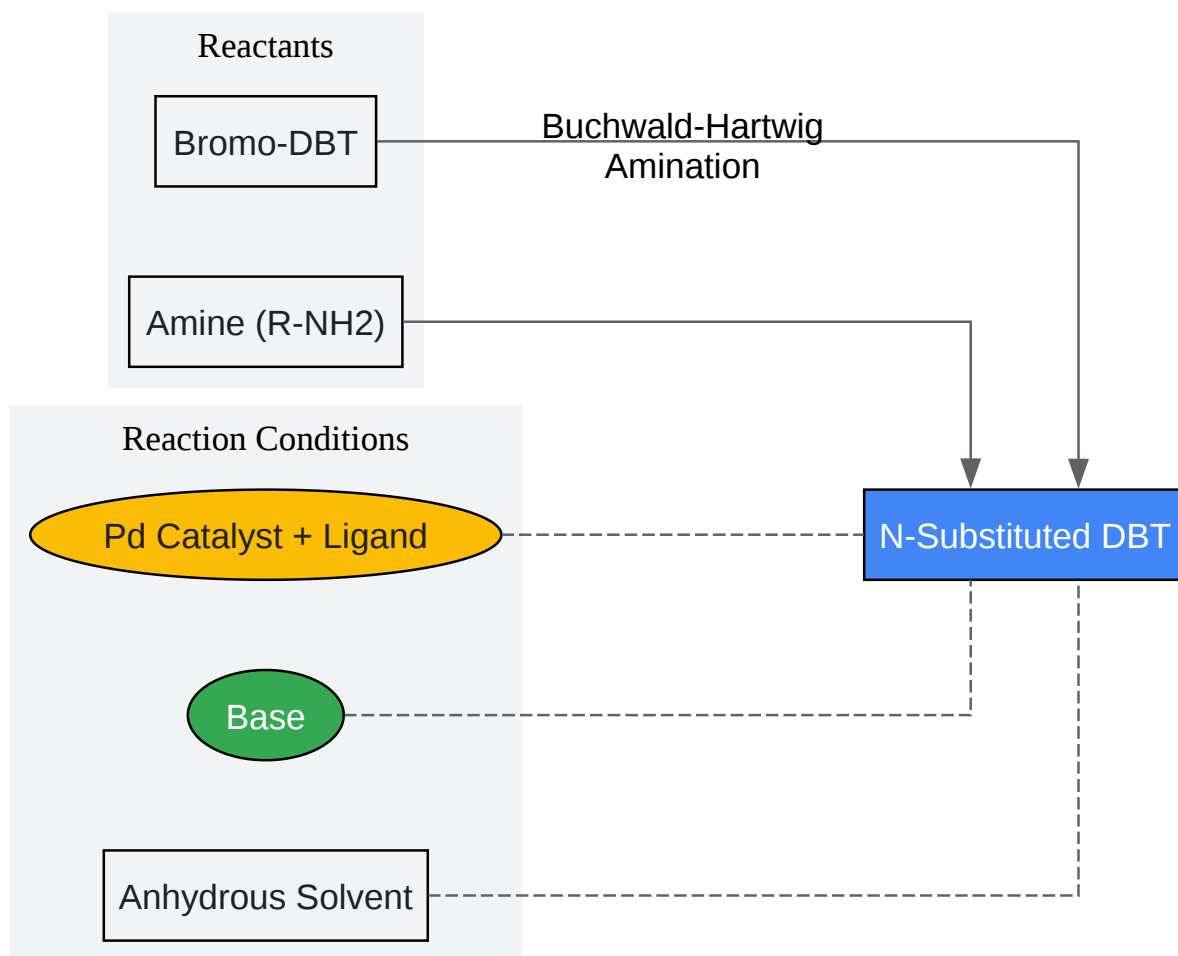 Reactants
Bromo-DBT
Buchwald-Hartwig
Amination
Amine (R-NH2)
Reaction Conditions
Pd Catalyst + Ligand
N-Substituted DBT
Base
Anhydrous Solvent